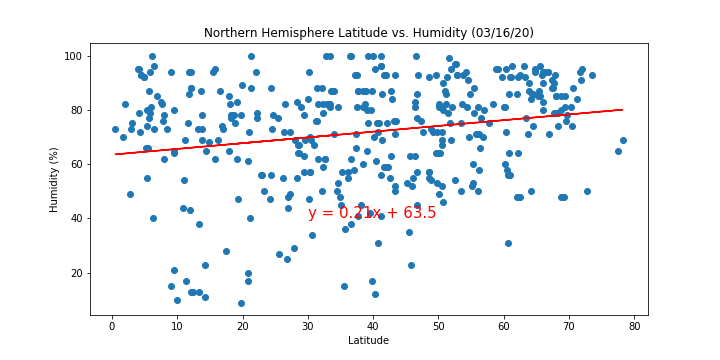 Northern Hemisphere Latitude vs. Humidity (03/16/20)
100
80
60
40
20
Humidity (%)
y = 0.21x + 63.5
0 10 20 30 40 50 60 70 80
Latitude